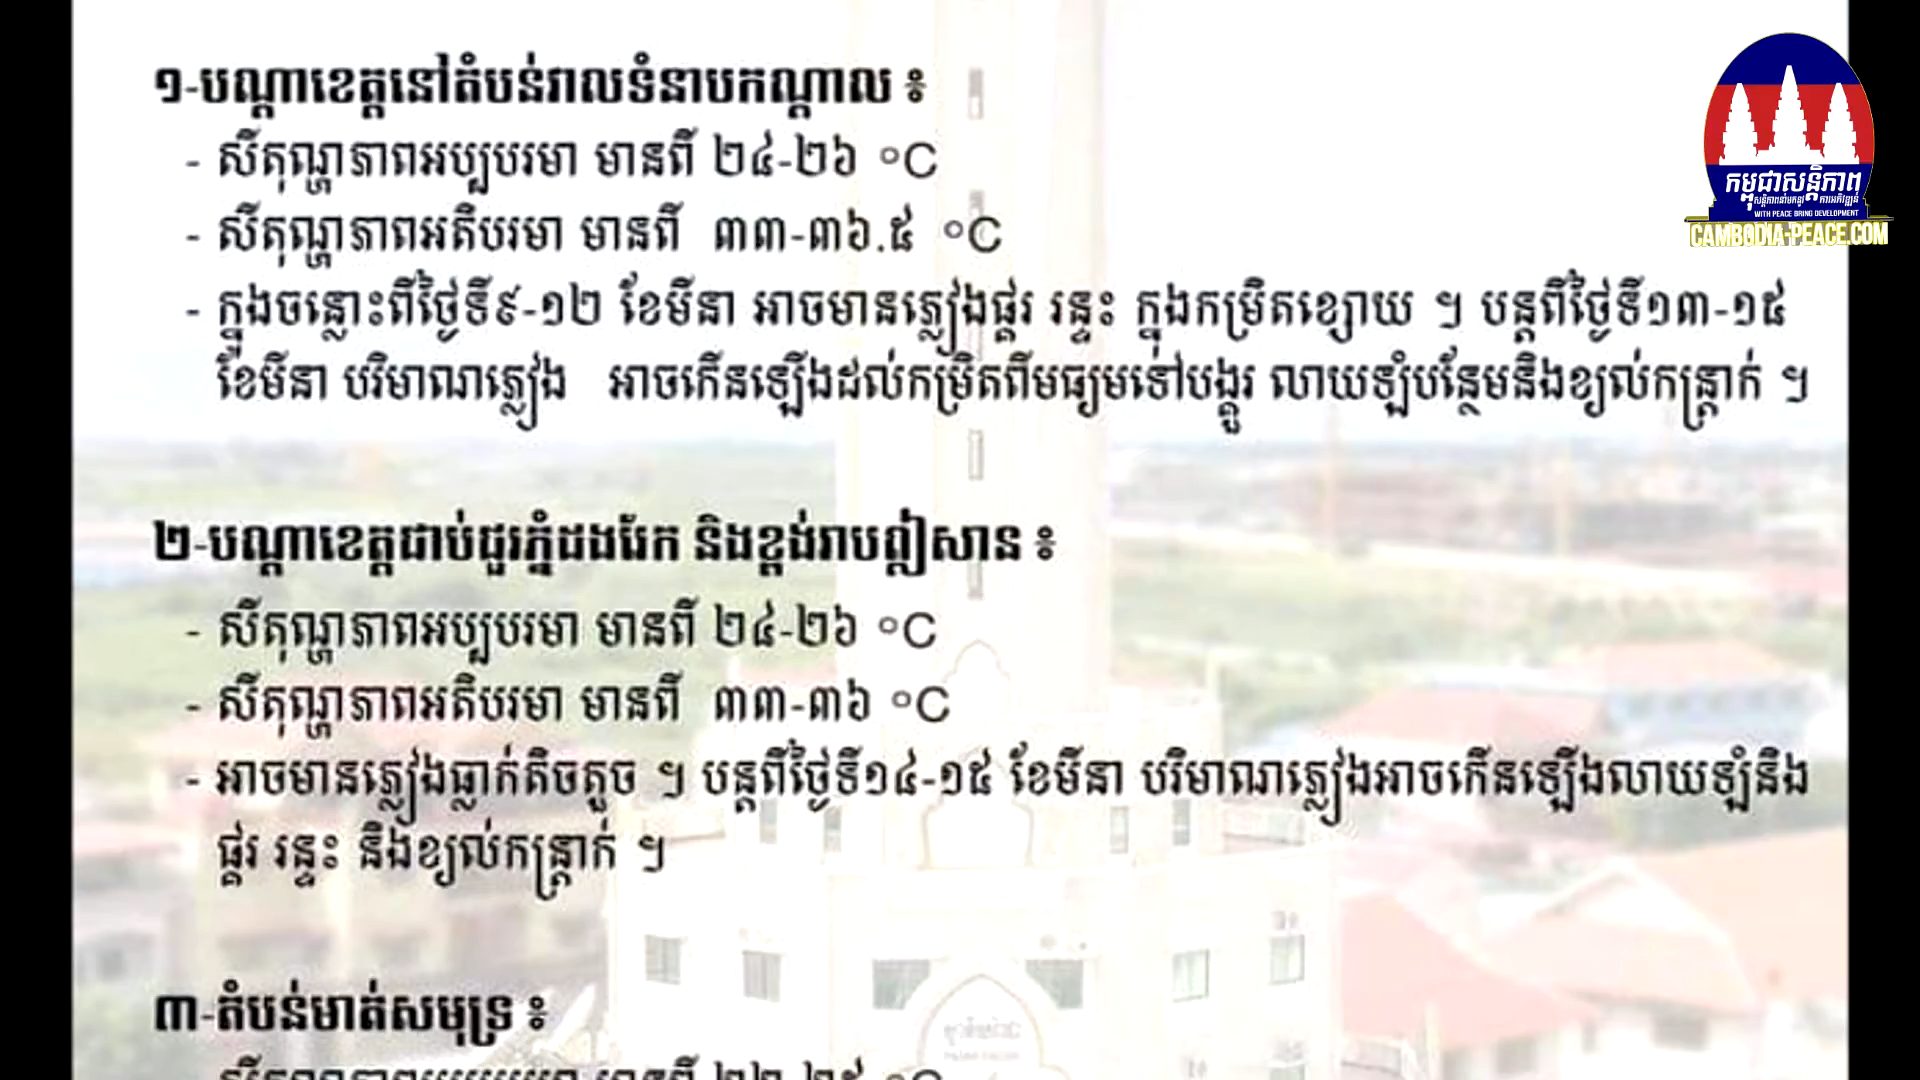 ១-បណ្តាខេត្តនៅតំបន់វាលទំនាបកណ្តាល ៖
- សីតុណ្ហភាពអប្បបរមា មានពី ២៤-២៦ °C
- សីតុណ្ហភាពអតិបរមា មានពី ៣៣-៣៦.៥ °C
- ក្នុងចន្លោះពីថ្ងៃទី៩-១២ ខែមីនា អាចមានភ្លៀងផ្គរ រន្ទះ ក្នុងកម្រិតខ្សោយ ។ បន្តពីថ្ងៃទី១៣-១៥
ខែមីនា បរិមាណភ្លៀង អាចកើនឡើងដល់កម្រិតពីមធ្យមទៅបង្គួរ លាយឡំបន្ថែមនិងខ្យល់កន្ត្រាក់ ។
២-បណ្តាខេត្តជាប់ជួរភ្នំដងរែក និងខ្ពង់រាបឦសាន ៖
- សីតុណ្ហភាពអប្បបរមា មានពី ២៤-២៦ °C
- សីតុណ្ហភាពអតិបរមា មានពី ៣៣-៣៦ °C
- អាចមានភ្លៀងធ្លាក់តិចតួច ។ បន្តពីថ្ងៃទី១៤-១៥ ខែមីនា បរិមាណភ្លៀងអាចកើនឡើងលាយឡំនិង
ផ្គរ រន្ទះ និងខ្យល់កន្ត្រាក់ ។
៣-តំបន់មាត់សមុទ្រ ៖
កម្ពុជាសន្តិភាព
WITH PEACE BRING DEVELOPMENT
CAMBODIA-PEACE.COM